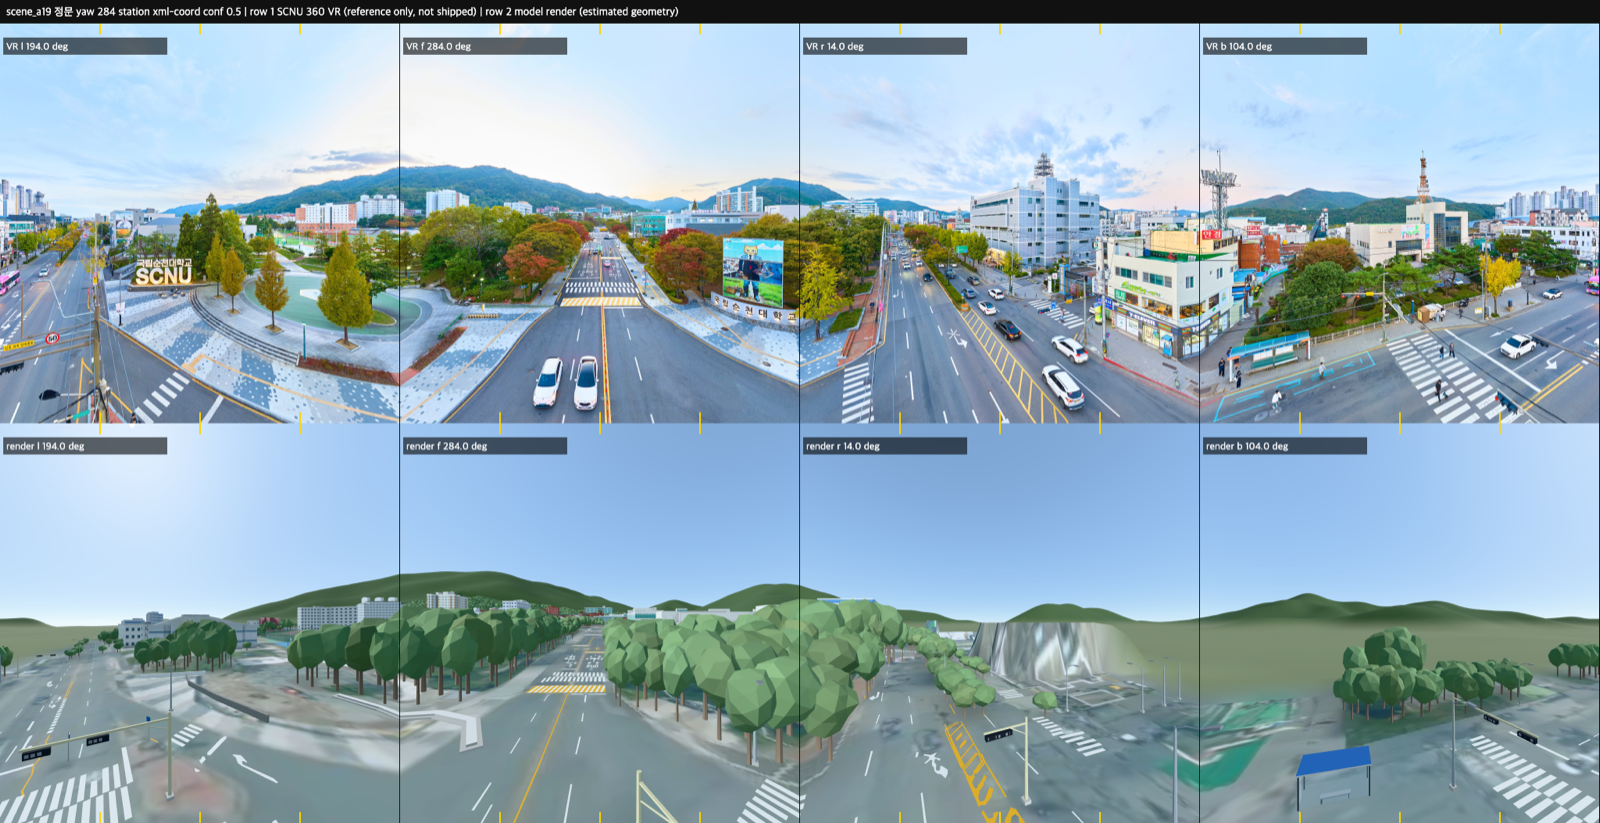 scene_a19 정문 yaw 284 station xml-coord conf 0.5 | row 1 SCNU 360 VR (reference only, not shipped) | row 2 model render (estimated geometry)
VR l 194.0 deg
VR f 284.0 deg
VR r 14.0 deg
VR b 104.0 deg
국립순천대학교
SCNU
순천대학교
render l 194.0 deg
render f 284.0 deg
render r 14.0 deg
render b 104.0 deg